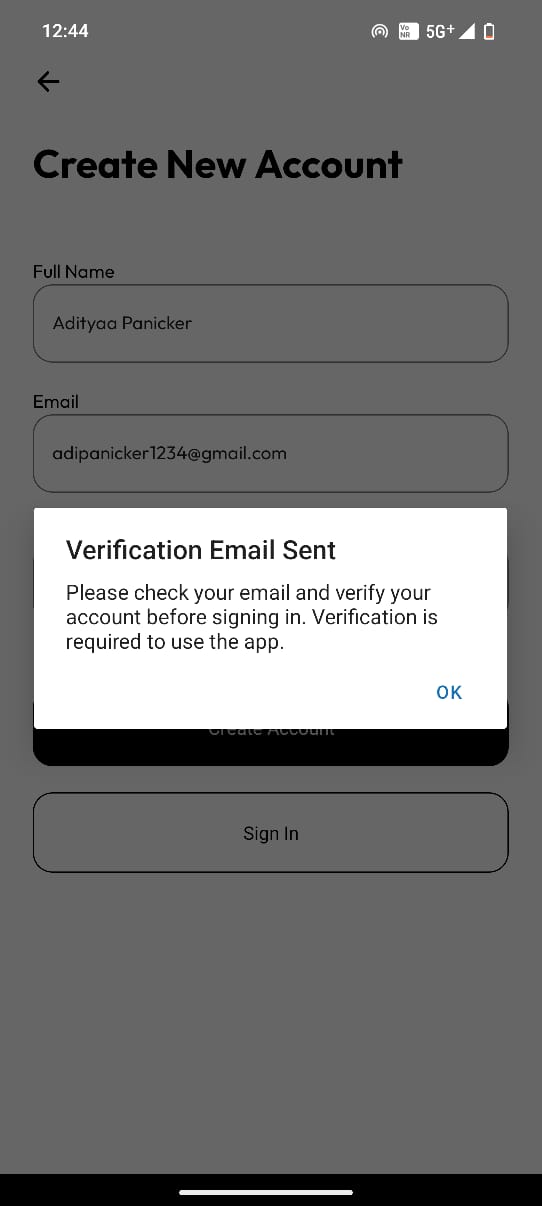 12:44
Vo
NR
5G+
Create New Account
Full Name
Adityaa Panicker
Email
adipanicker1234@gmail.com
Verification Email Sent
Please check your email and verify your
account before signing in. Verification is
required to use the app.
OK
Create Account
Sign In